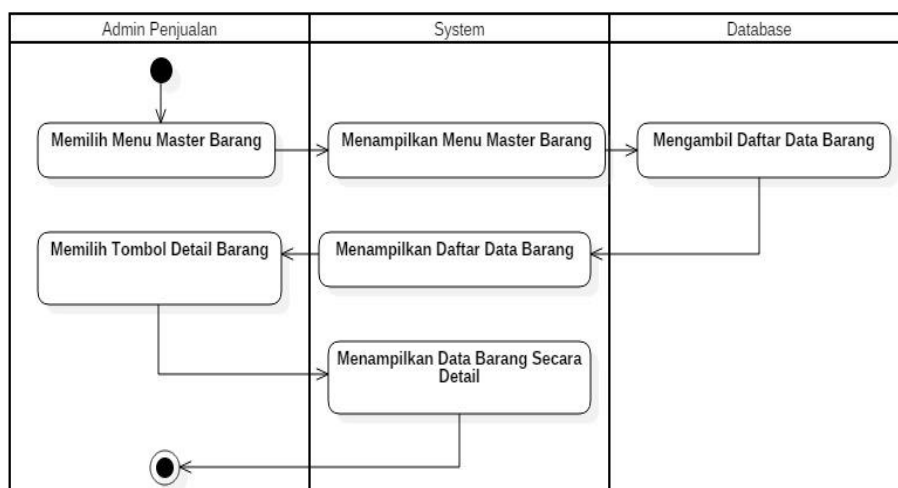 Admin Penjualan
System
Database
Memilih Menu Master Barang
Menampilkan Menu Master Barang
Mengambil Daftar Data Barang
Memilih Tombol Detail Barang
Menampilkan Daftar Data Barang
Menampilkan Data Barang Secara
Detail